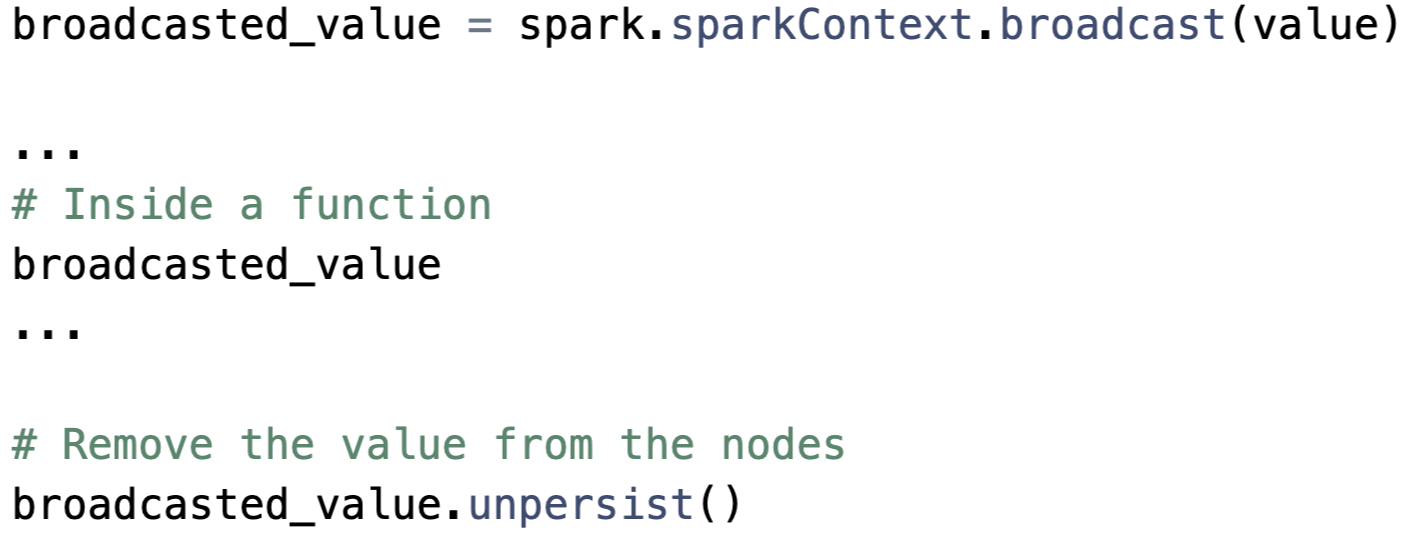 broadcasted_value = spark.sparkContext.broadcast(value)
...
# Inside a function
broadcasted_value
...
# Remove the value from the nodes
broadcasted_value.unpersist()